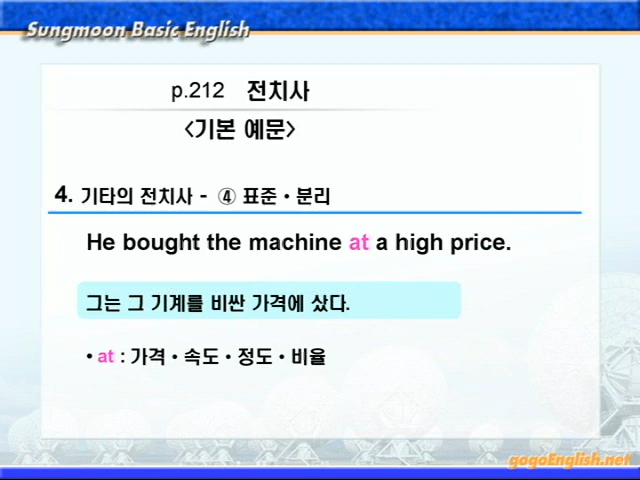 Sungmoon Basic English
p.212 전치사
<기본 예문>
4. 기타의 전치사 - ④ 표준・분리
He bought the machine at a high price.
그는 그 기계를 비싼 가격에 샀다.
• at : 가격・속도・정도・비율
gogoEnglish.net